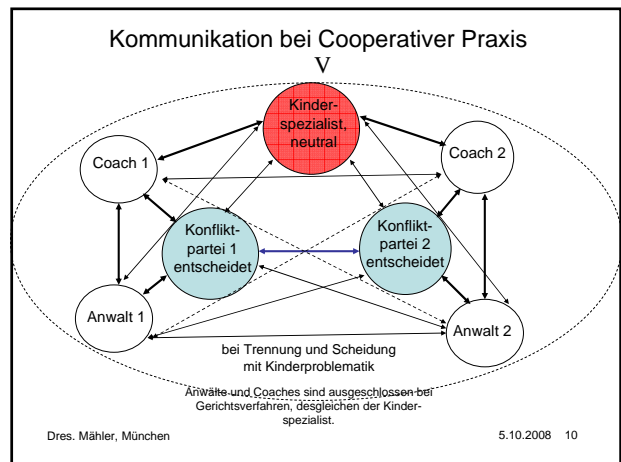 Kommunikation bei Cooperativer Praxis
V
Kinder-
spezialist,
neutral
Coach 1
Coach 2
Konflikt-
partei 1
entscheidet
Konflikt-
partei 2
entscheidet
Anwalt 1
Anwalt 2
bei Trennung und Scheidung
mit Kinderproblematik
Anwälte und Coaches sind ausgeschlossen bei
Gerichtsverfahren, desgleichen der Kinder-
spezialist.
Dres. Mähler, München
5.10.2008 10